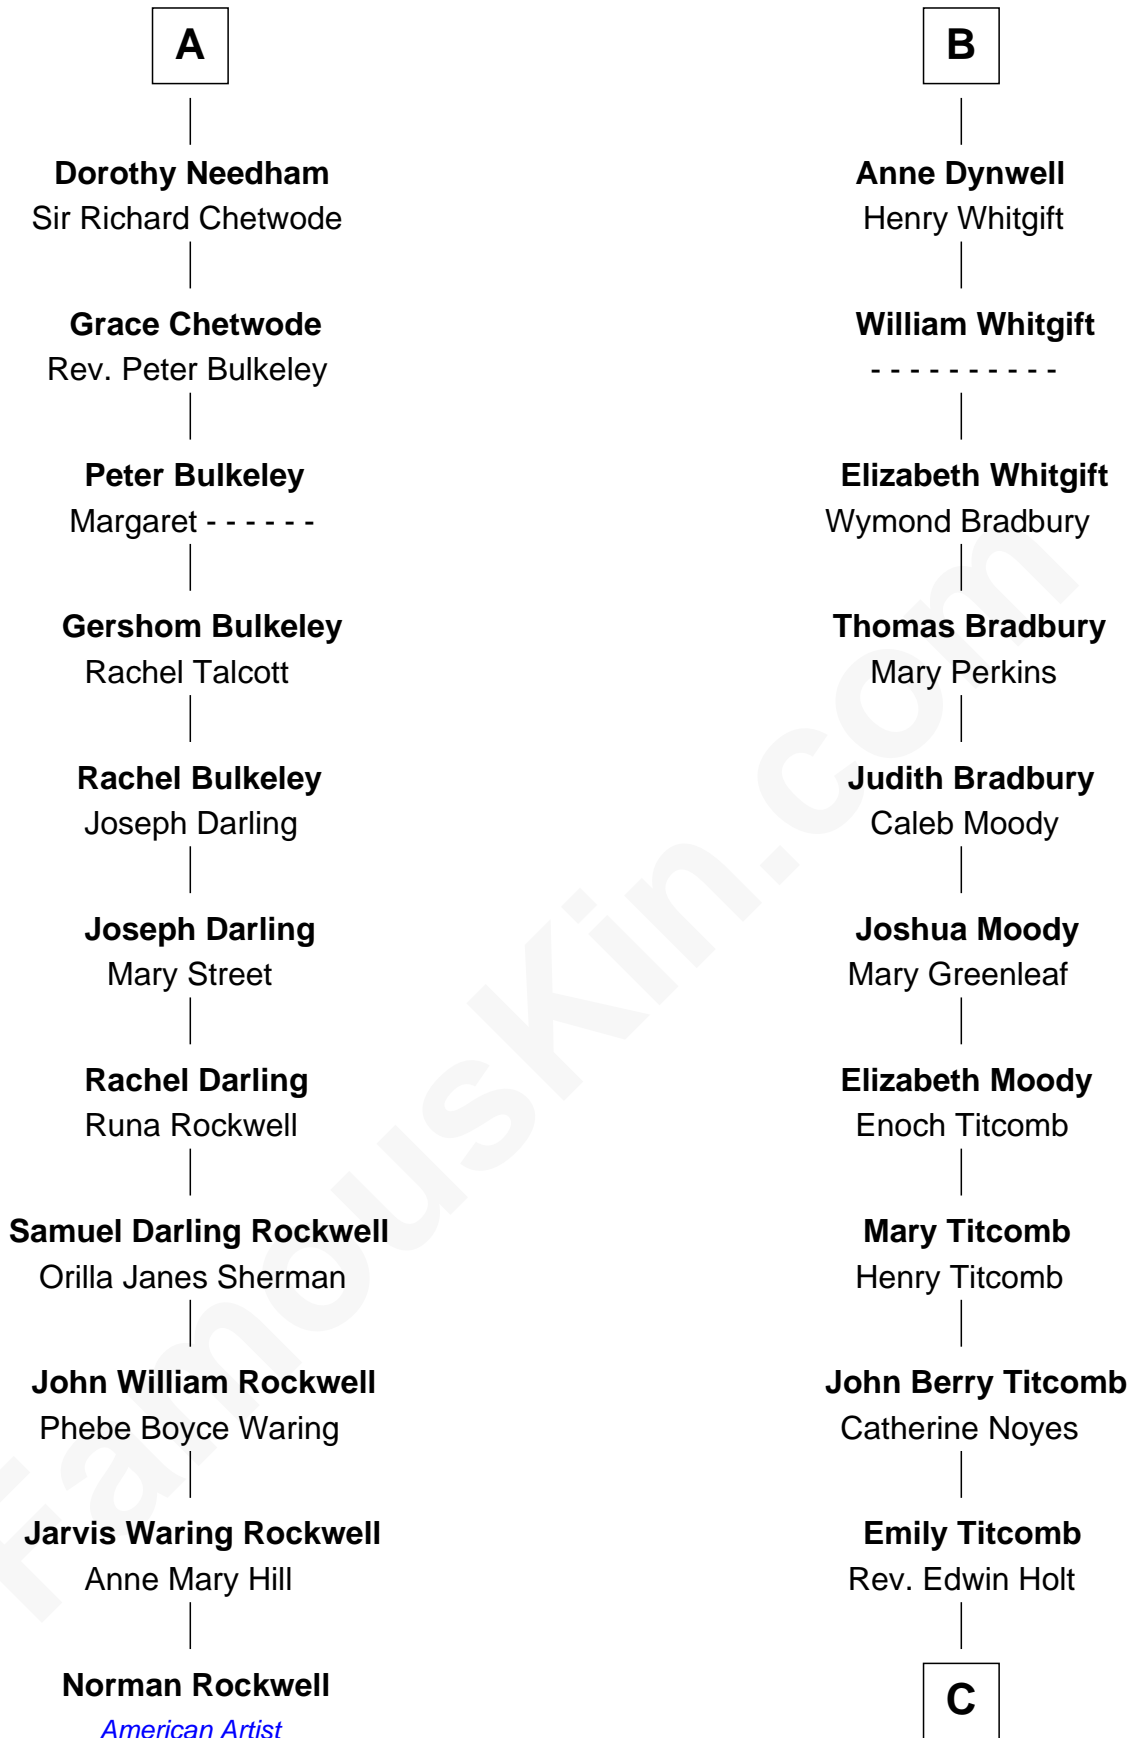 A
Dorothy Needham
Sir Richard Chetwode
Grace Chetwode
Rev. Peter Bulkeley
Peter Bulkeley
Margaret - - - - - -
Gershom Bulkeley
Rachel Talcott
Rachel Bulkeley
Joseph Darling
Joseph Darling
Mary Street
Rachel Darling
Runa Rockwell
Samuel Darling Rockwell
Orilla Janes Sherman
John William Rockwell
Phebe Boyce Waring
Jarvis Waring Rockwell
Anne Mary Hill
Norman Rockwell
American Artist
B
Anne Dynwell
Henry Whitgift
William Whitgift
- - - - - - - - - -
Elizabeth Whitgift
Wymond Bradbury
Thomas Bradbury
Mary Perkins
Judith Bradbury
Caleb Moody
Joshua Moody
Mary Greenleaf
Elizabeth Moody
Enoch Titcomb
Mary Titcomb
Henry Titcomb
John Berry Titcomb
Catherine Noyes
Emily Titcomb
Rev. Edwin Holt
C
FamousKin.com